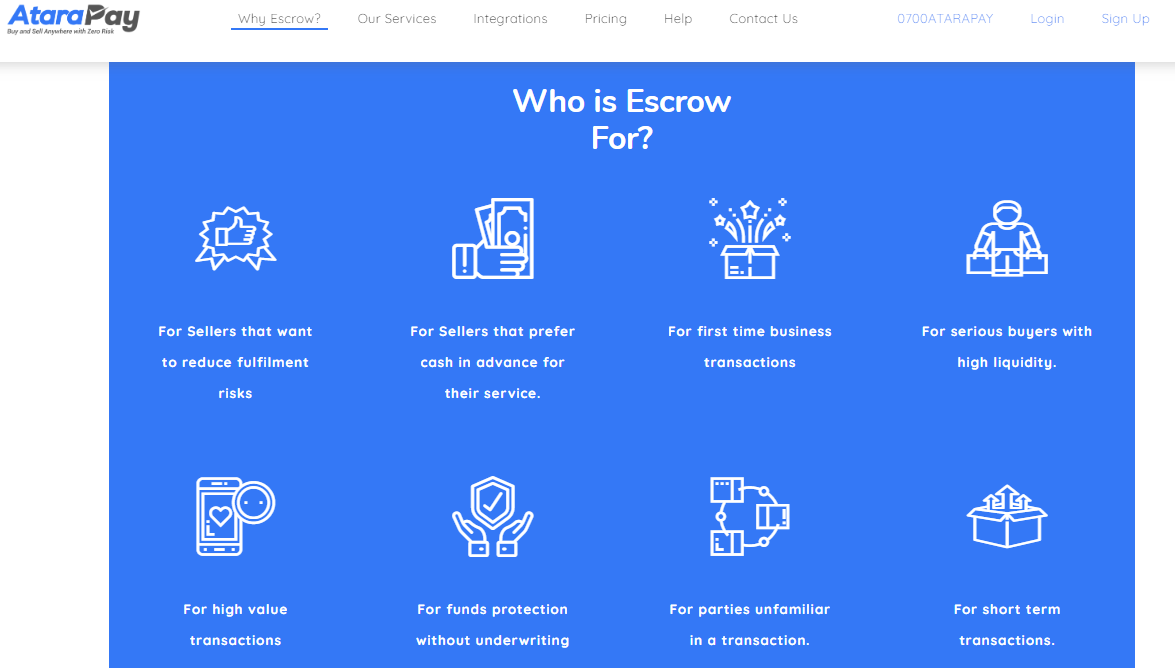 AtaraPay
Buy and Sell Anywhere with Zero Risk
Why Escrow?
Our Services
Integrations
Pricing
Help
Contact Us
0700ATARAPAY
Login
Sign Up
Who is Escrow
For?
For Sellers that want
to reduce fulfilment
risks
For Sellers that prefer
cash in advance for
their service.
For first time business
transactions
For serious buyers with
high liquidity.
For high value
transactions
For funds protection
without underwriting
For parties unfamiliar
in a transaction.
For short term
transactions.